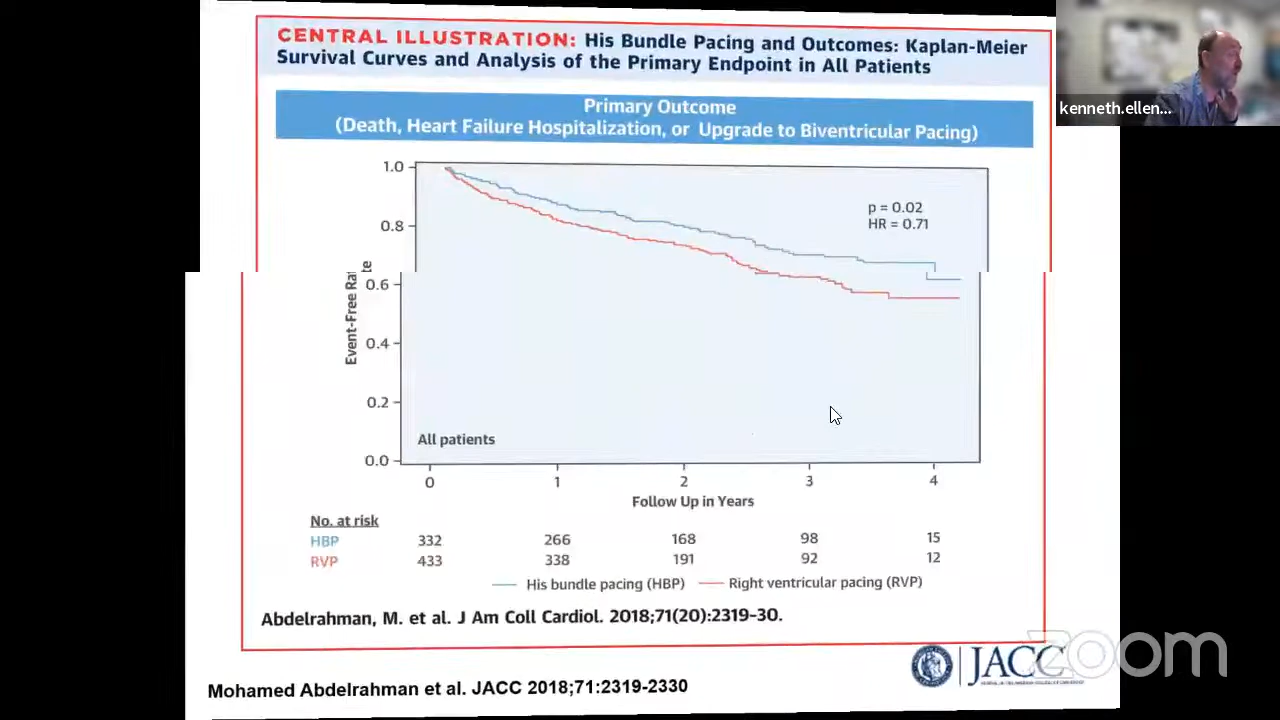 CENTRAL ILLUSTRATION: His Bundle Pacing and Outcomes: Kaplan-Meier
Survival Curves and Analysis of the Primary Endpoint in All Patients
kenneth.ellen...
Primary Outcome
(Death, Heart Failure Hospitalization, or Upgrade to Biventricular Pacing)
1.0
0.8
0.6
0.4
0.2
0.0
Event-Free Rate
p = 0.02
HR = 0.71
All patients
0 1 2 3 4
Follow Up in Years
No. at risk
HBP 332 266 168 98 15
RVP 433 338 191 92 12
His bundle pacing (HBP) Right ventricular pacing (RVP)
Abdelrahman, M. et al. J Am Coll Cardiol. 2018;71(20):2319-30.
JACC
zoom
Mohamed Abdelrahman et al. JACC 2018;71:2319-2330